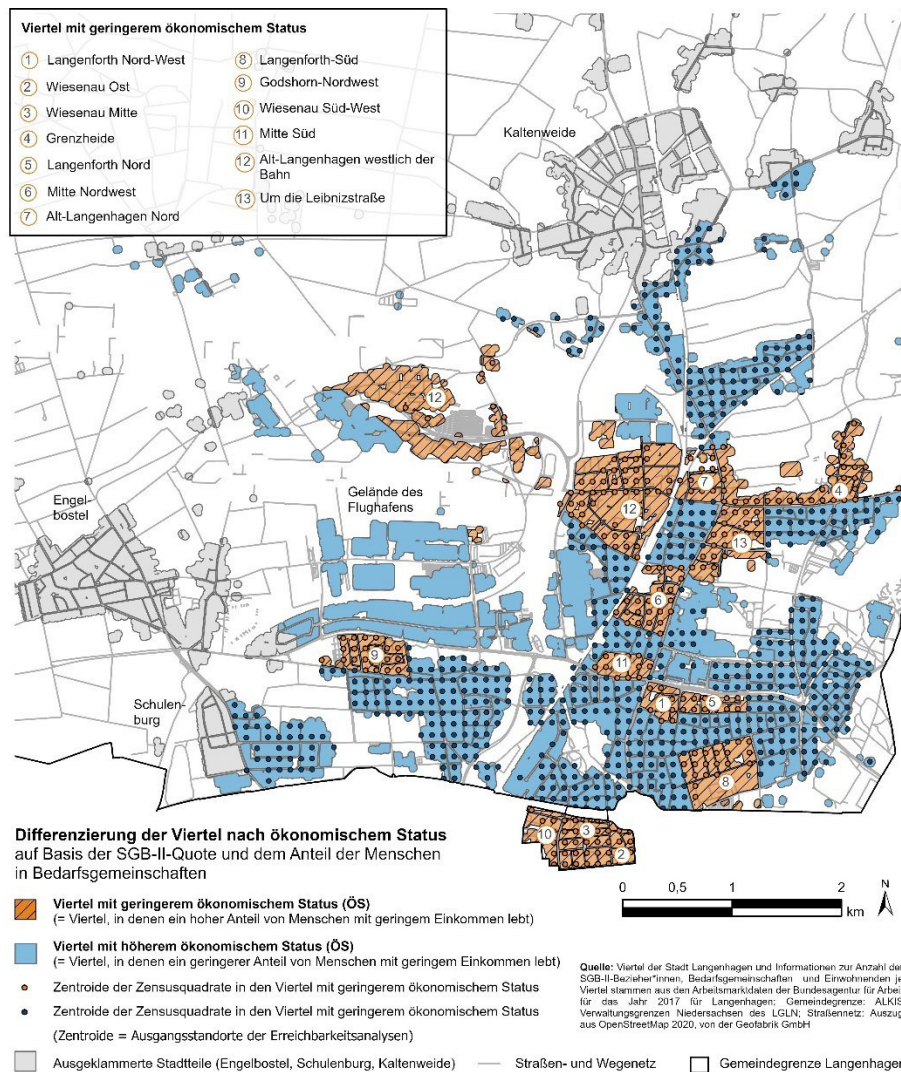 Viertel mit geringerem ökonomischem Status
1 Langenforth Nord-West
2 Wiesenau Ost
3 Wiesenau Mitte
4 Grenzheide
5 Langenforth Nord
6 Mitte Nordwest
7 Alt-Langenhagen Nord
8 Langenforth-Süd
9 Godshorn-Nordwest
10 Wiesenau Süd-West
11 Mitte Süd
12 Alt-Langenhagen westlich der
Bahn
13 Um die Leibnizstraße
Kaltenweide
12
Engel-
bostel
Gelände des
Flughafens
7
4
12
13
6
11
9
Schulen-
burg
1
5
8
10
3
2
Differenzierung der Viertel nach ökonomischem Status
auf Basis der SGB-II-Quote und dem Anteil der Menschen
in Bedarfsgemeinschaften
Viertel mit geringerem ökonomischem Status (ÖS)
(= Viertel, in denen ein hoher Anteil von Menschen mit geringem Einkommen lebt)
Viertel mit höherem ökonomischem Status (ÖS)
(= Viertel, in denen ein geringerer Anteil von Menschen mit geringem Einkommen lebt)
Zentroide der Zensusquadrate in den Viertel mit geringerem ökonomischem Status
Zentroide der Zensusquadrate in den Viertel mit geringerem ökonomischem Status
(Zentroide = Ausgangsstandorte der Erreichbarkeitsanalysen)
Ausgeklammerte Stadtteile (Engelbostel, Schulenburg, Kaltenweide)
Straßen- und Wegenetz
Gemeindegrenze Langenhagen
0 0,5 1 2
km
N
Quelle: Viertel der Stadt Langenhagen und Informationen zur Anzahl der
SGB-II-Bezieher*innen, Bedarfsgemeinschaften und Einwohnenden je
Viertel stammen aus den Arbeitsmarktdaten der Bundesagentur für Arbeit
für das Jahr 2017 für Langenhagen; Gemeindegrenze: ALKIS
Verwaltungsgrenzen Niedersachsen des LGLN; Straßennetz: Auszug
aus OpenStreetMap 2020, von der Geofabrik GmbH